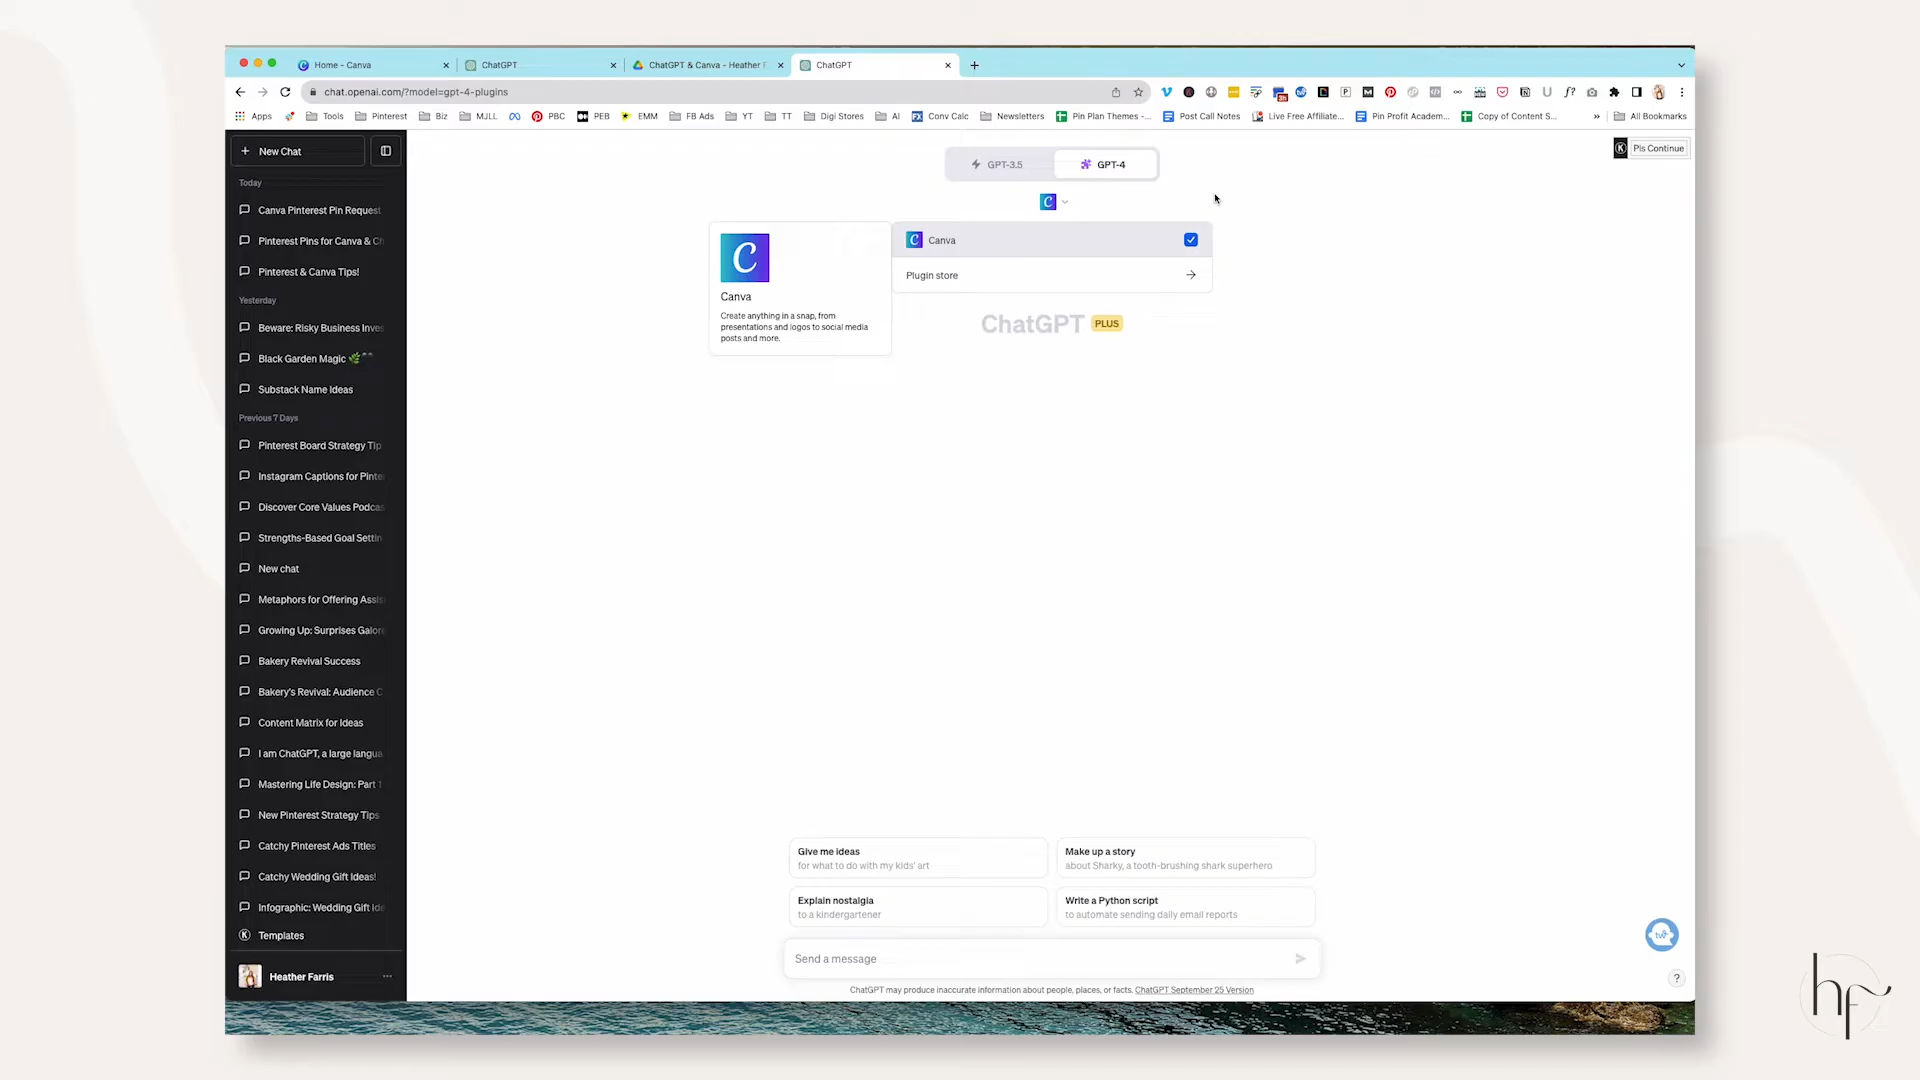 Home - Canva
ChatGPT
ChatGPT & Canva - Heather F
ChatGPT
chat.openai.com/?model=gpt-4-plugins
Apps
Tools
Pinterest
Biz
MJLL
PBC
PEB
EMM
FB Ads
YT
TT
Digi Stores
AI
Conv Calc
Newsletters
Pin Plan Themes -...
Post Call Notes
Live Free Affiliate...
Pin Profit Academ...
Copy of Content S...
»
All Bookmarks
New Chat
Today
Canva Pinterest Pin Request
Pinterest Pins for Canva & Ch
Pinterest & Canva Tips!
Yesterday
Beware: Risky Business Inves
Black Garden Magic 🌿🖤
Substack Name Ideas
Previous 7 Days
Pinterest Board Strategy Tip
Instagram Captions for Pinte
Discover Core Values Podcas
Strengths-Based Goal Settin
New chat
Metaphors for Offering Assis
Growing Up: Surprises Galore
Bakery Revival Success
Bakery's Revival: Audience C
Content Matrix for Ideas
I am ChatGPT, a large langua
Mastering Life Design: Part 1
New Pinterest Strategy Tips
Catchy Pinterest Ads Titles
Catchy Wedding Gift Ideas!
Infographic: Wedding Gift Ide
Templates
Heather Farris
GPT-3.5
GPT-4
Pls Continue
Canva
Plugin store
Canva
Create anything in a snap, from
presentations and logos to social media
posts and more.
ChatGPT PLUS
Give me ideas
for what to do with my kids' art
Make up a story
about Sharky, a tooth-brushing shark superhero
Explain nostalgia
to a kindergartener
Write a Python script
to automate sending daily email reports
Send a message
ChatGPT may produce inaccurate information about people, places, or facts. ChatGPT September 25 Version
?
hf